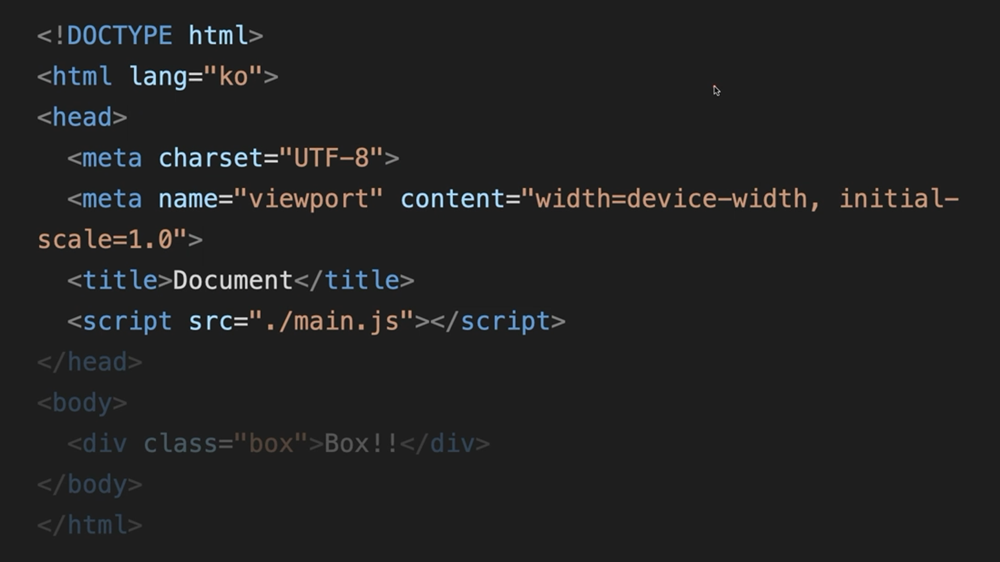 <!DOCTYPE html>
<html lang="ko">
<head>
  <meta charset="UTF-8">
  <meta name="viewport" content="width=device-width, initial-
scale=1.0">
  <title>Document</title>
  <script src="./main.js"></script>
</head>
<body>
  <div class="box">Box!!</div>
</body>
</html>